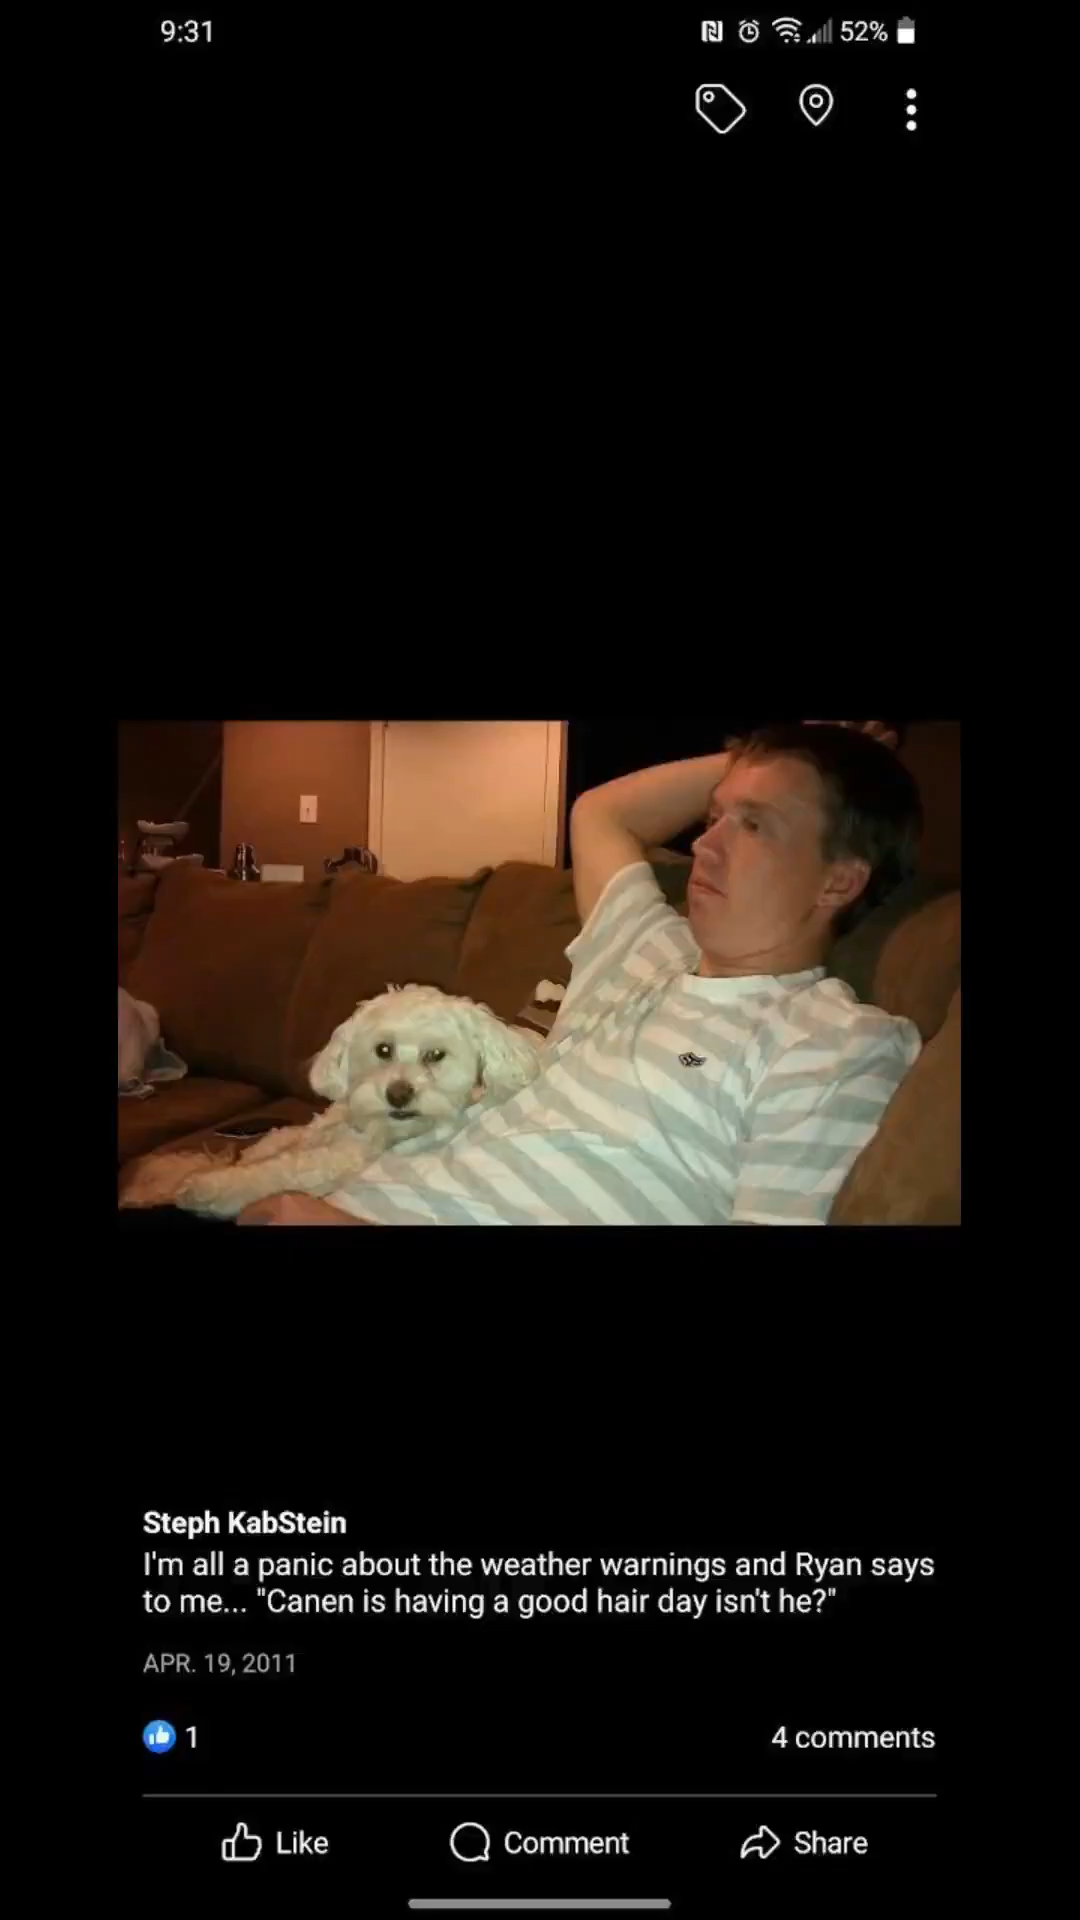 9:31
52%
Steph KabStein
I'm all a panic about the weather warnings and Ryan says
to me... "Canen is having a good hair day isn't he?"
APR. 19, 2011
1
4 comments
Like
Comment
Share